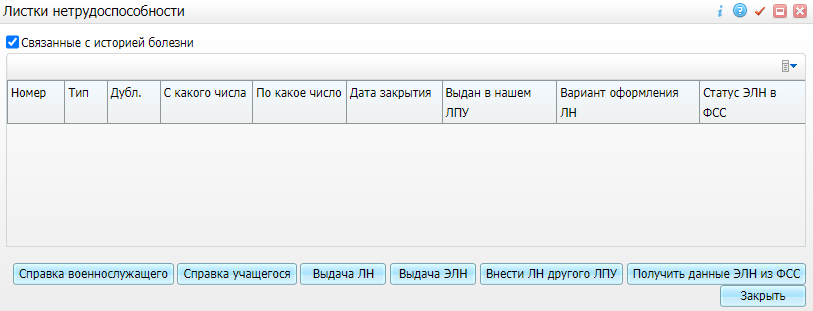 Листки нетрудоспособности
Связанные с историей болезни
Номер Тип Дубл. С какого числа По какое число Дата закрытия Выдан в нашем ЛПУ Вариант оформления ЛН Статус ЭЛН в ФСС
Справка военнослужащего Справка учащегося Выдача ЛН Выдача ЭЛН Внести ЛН другого ЛПУ Получить данные ЭЛН из ФСС
Закрыть